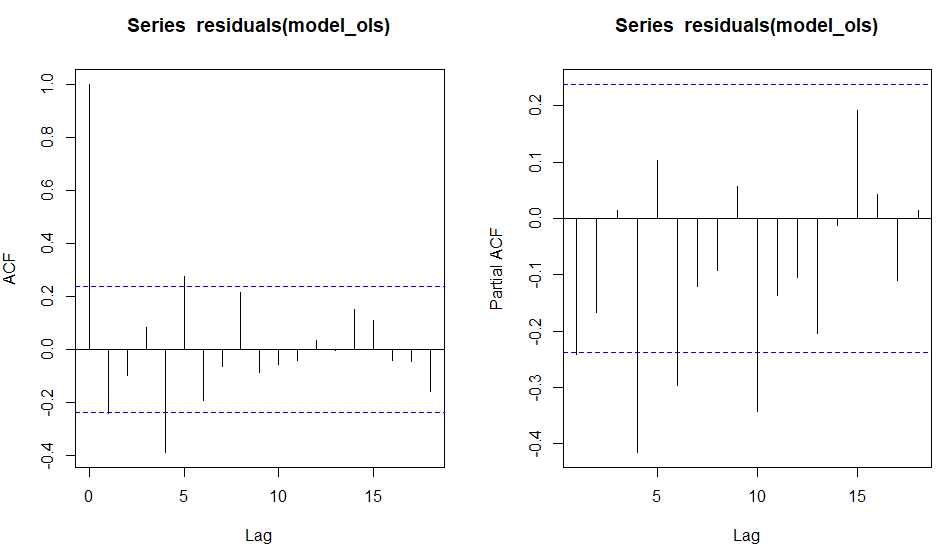 Series residuals(model_ols)
ACF
1.0
0.8
0.6
0.4
0.2
0.0
-0.2
-0.4
0 5 10 15
Lag
Series residuals(model_ols)
Partial ACF
0.2
0.1
0.0
-0.1
-0.2
-0.3
-0.4
5 10 15
Lag